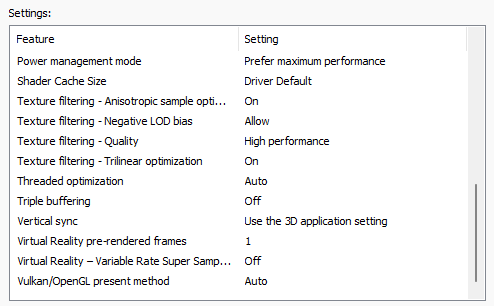 Settings:
Feature Setting
Power management mode Prefer maximum performance
Shader Cache Size Driver Default
Texture filtering - Anisotropic sample opti... On
Texture filtering - Negative LOD bias Allow
Texture filtering - Quality High performance
Texture filtering - Trilinear optimization On
Threaded optimization Auto
Triple buffering Off
Vertical sync Use the 3D application setting
Virtual Reality pre-rendered frames 1
Virtual Reality – Variable Rate Super Samp... Off
Vulkan/OpenGL present method Auto